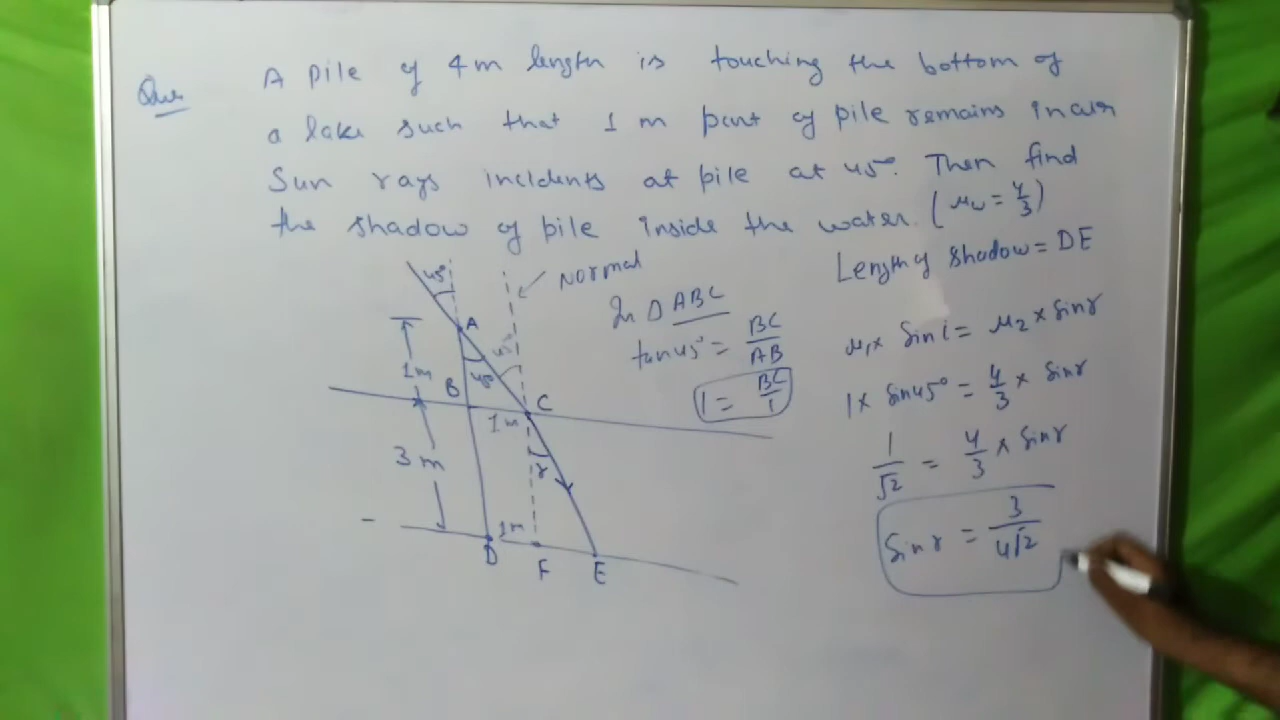 Que A pile of 4m length is touching the bottom of
a lake such that 1 m part of pile remains in air
Sun rays incidents at pile at 45°. Then find
the shadow of pile inside the water. (μw = 4/3)
Length of shadow = DE
Normal
45°
In Δ ABC
tan45° = BC/AB
1 = BC/1
μ₁ x Sin i = μ₂ x Sin r
1 x Sin45° = 4/3 x Sin r
1/√2 = 4/3 x Sin r
Sin r = 3/4√2
A
45°
45°
1m
B
C
1m
3 m
r
1m
D
F
E